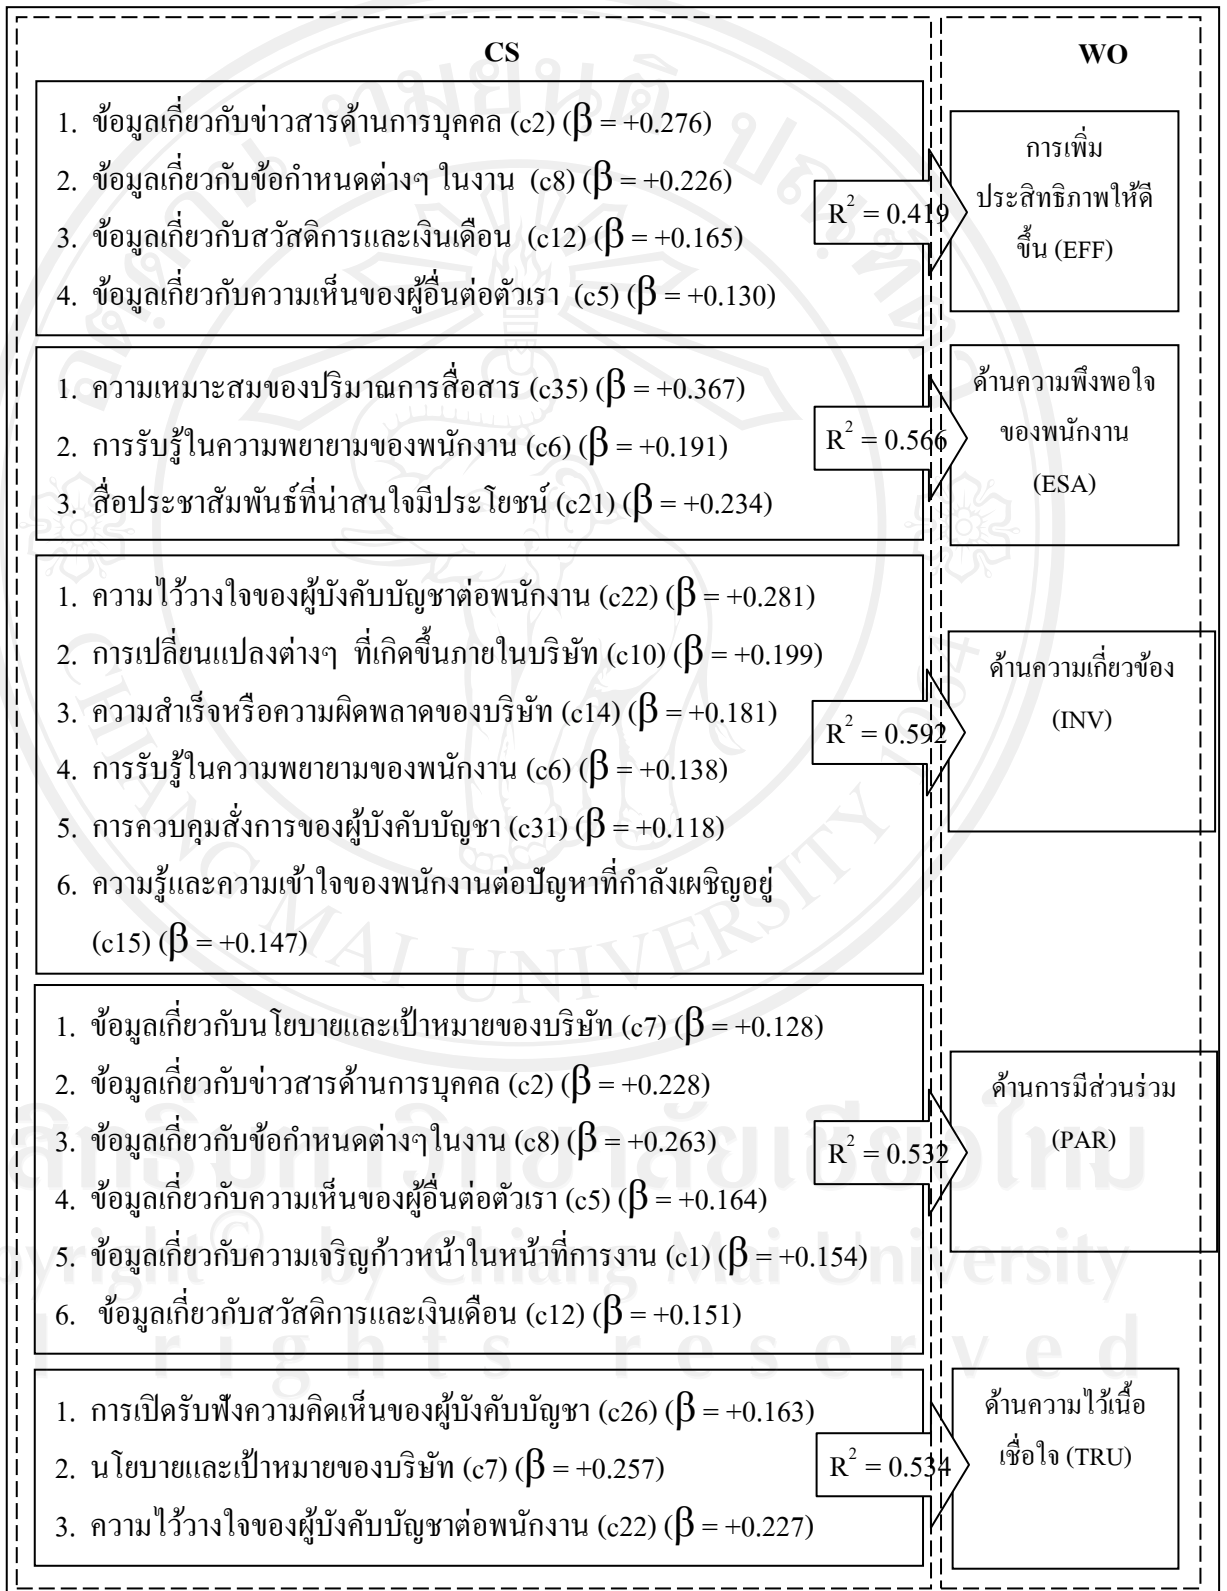 CS
WO
1. ข้อมูลเกี่ยวกับข่าวสารด้านการบุคคล (c2) (β = +0.276)
2. ข้อมูลเกี่ยวกับข้อกำหนดต่างๆ ในงาน (c8) (β = +0.226)
3. ข้อมูลเกี่ยวกับสวัสดิการและเงินเดือน (c12) (β = +0.165)
4. ข้อมูลเกี่ยวกับความเห็นของผู้อื่นต่อตัวเรา (c5) (β = +0.130)
R² = 0.419
การเพิ่ม
ประสิทธิภาพให้ดี
ขึ้น (EFF)
1. ความเหมาะสมของปริมาณการสื่อสาร (c35) (β = +0.367)
2. การรับรู้ในความพยายามของพนักงาน (c6) (β = +0.191)
3. สื่อประชาสัมพันธ์ที่น่าสนใจมีประโยชน์ (c21) (β = +0.234)
R² = 0.566
ด้านความพึงพอใจ
ของพนักงาน
(ESA)
1. ความไว้วางใจของผู้บังคับบัญชาต่อพนักงาน (c22) (β = +0.281)
2. การเปลี่ยนแปลงต่างๆ ที่เกิดขึ้นภายในบริษัท (c10) (β = +0.199)
3. ความสำเร็จหรือความผิดพลาดของบริษัท (c14) (β = +0.181)
4. การรับรู้ในความพยายามของพนักงาน (c6) (β = +0.138)
5. การควบคุมสั่งการของผู้บังคับบัญชา (c31) (β = +0.118)
6. ความรู้และความเข้าใจของพนักงานต่อปัญหาที่กำลังเผชิญอยู่
(c15) (β = +0.147)
R² = 0.592
ด้านความเกี่ยวข้อง
(INV)
1. ข้อมูลเกี่ยวกับนโยบายและเป้าหมายของบริษัท (c7) (β = +0.128)
2. ข้อมูลเกี่ยวกับข่าวสารด้านการบุคคล (c2) (β = +0.228)
3. ข้อมูลเกี่ยวกับข้อกำหนดต่างๆในงาน (c8) (β = +0.263)
4. ข้อมูลเกี่ยวกับความเห็นของผู้อื่นต่อตัวเรา (c5) (β = +0.164)
5. ข้อมูลเกี่ยวกับความเจริญก้าวหน้าในหน้าที่การงาน (c1) (β = +0.154)
6. ข้อมูลเกี่ยวกับสวัสดิการและเงินเดือน (c12) (β = +0.151)
R² = 0.532
ด้านการมีส่วนร่วม
(PAR)
1. การเปิดรับฟังความคิดเห็นของผู้บังคับบัญชา (c26) (β = +0.163)
2. นโยบายและเป้าหมายของบริษัท (c7) (β = +0.257)
3. ความไว้วางใจของผู้บังคับบัญชาต่อพนักงาน (c22) (β = +0.227)
R² = 0.534
ด้านความไว้เนื้อ
เชื่อใจ (TRU)
CHIANG MAI UNIVERSITY
by Chiang Mai University
rights reserved